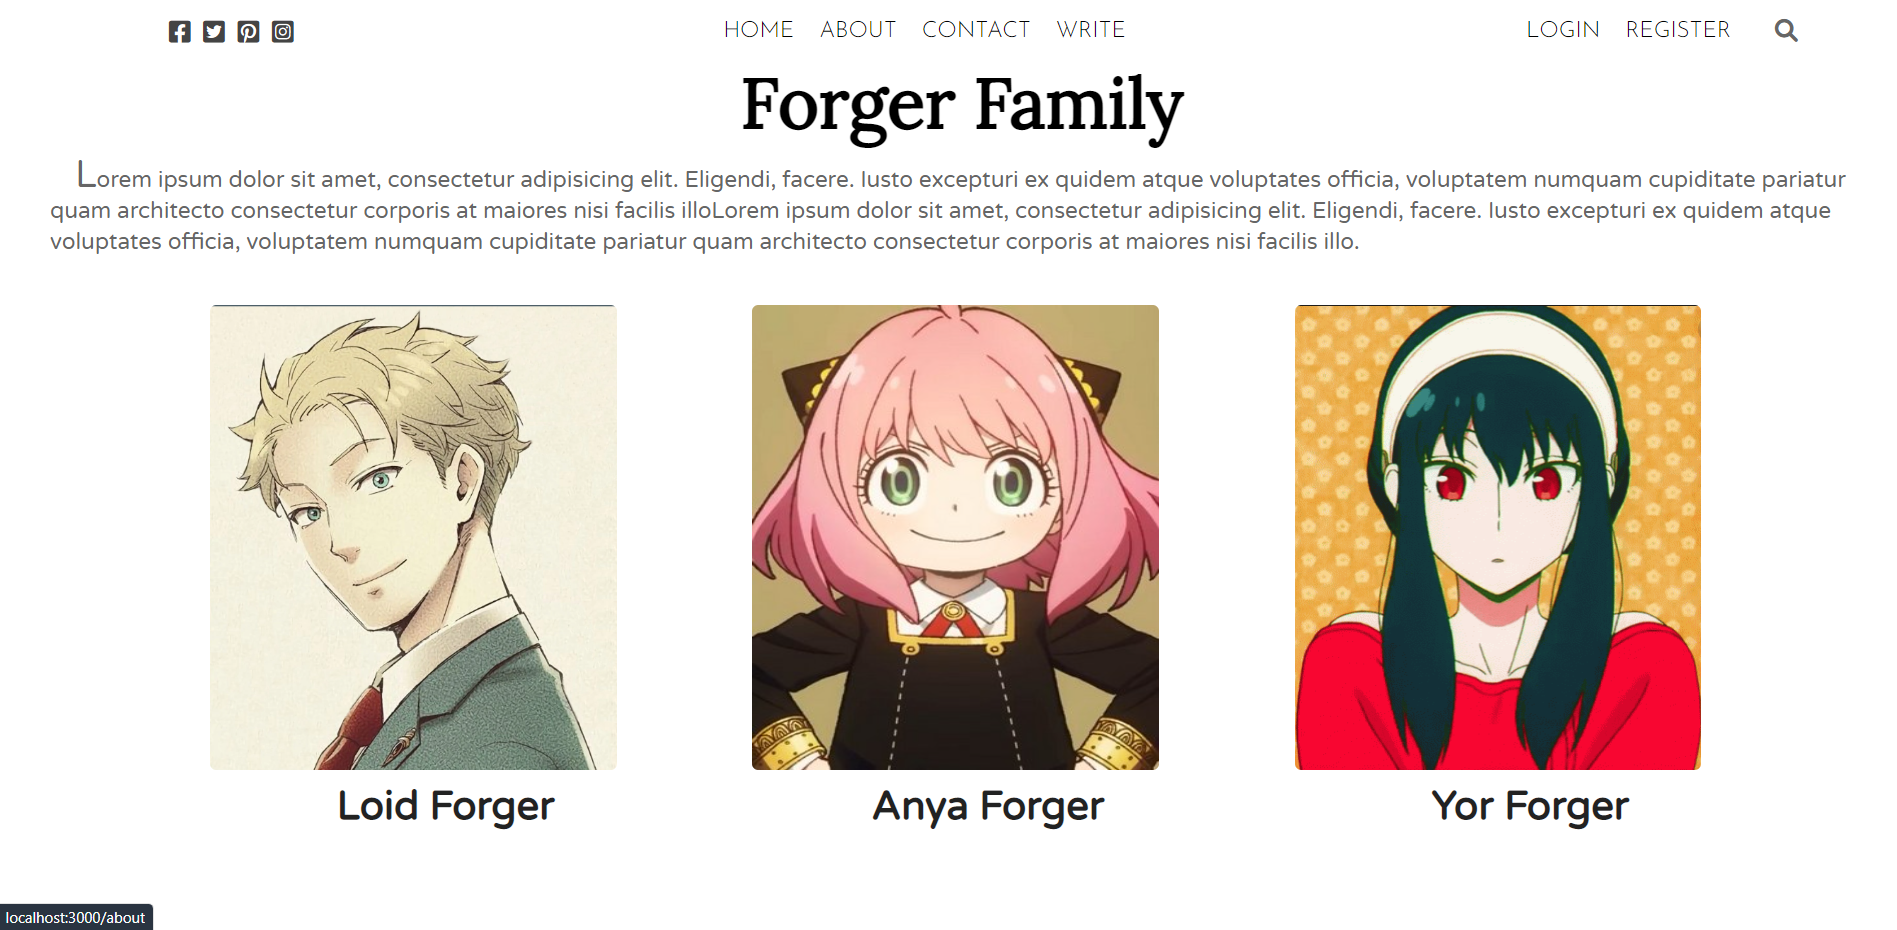 HOME ABOUT CONTACT WRITE LOGIN REGISTER
Forger Family
Lorem ipsum dolor sit amet, consectetur adipisicing elit. Eligendi, facere. Iusto excepturi ex quidem atque voluptates officia, voluptatem numquam cupiditate pariatur
quam architecto consectetur corporis at maiores nisi facilis illoLorem ipsum dolor sit amet, consectetur adipisicing elit. Eligendi, facere. Iusto excepturi ex quidem atque
voluptates officia, voluptatem numquam cupiditate pariatur quam architecto consectetur corporis at maiores nisi facilis illo.
Loid Forger
Anya Forger
Yor Forger
localhost:3000/about